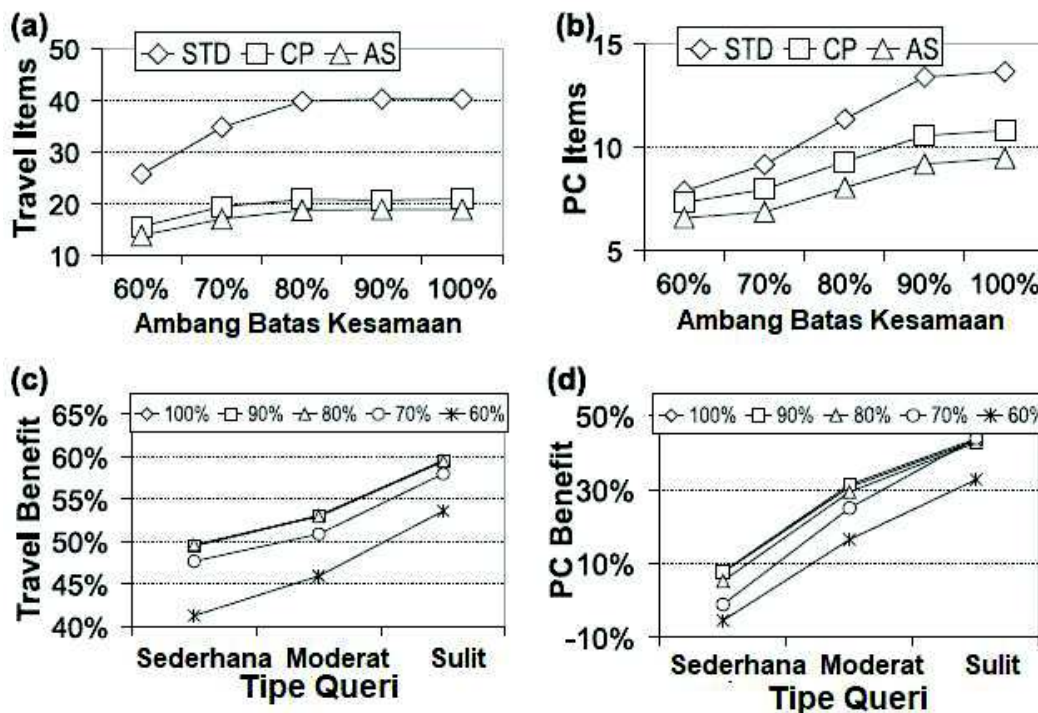 (a)
Travel Items
50
40
30
20
10
STD CP AS
60% 70% 80% 90% 100%
Ambang Batas Kesamaan
(b)
PC Items
15
10
5
STD CP AS
60% 70% 80% 90% 100%
Ambang Batas Kesamaan
(c)
Travel Benefit
65%
60%
55%
50%
45%
40%
100% 90% 80% 70% 60%
Sederhana Moderat Sulit
Tipe Queri
(d)
PC Benefit
50%
30%
10%
-10%
100% 90% 80% 70% 60%
Sederhana Moderat Sulit
Tipe Queri